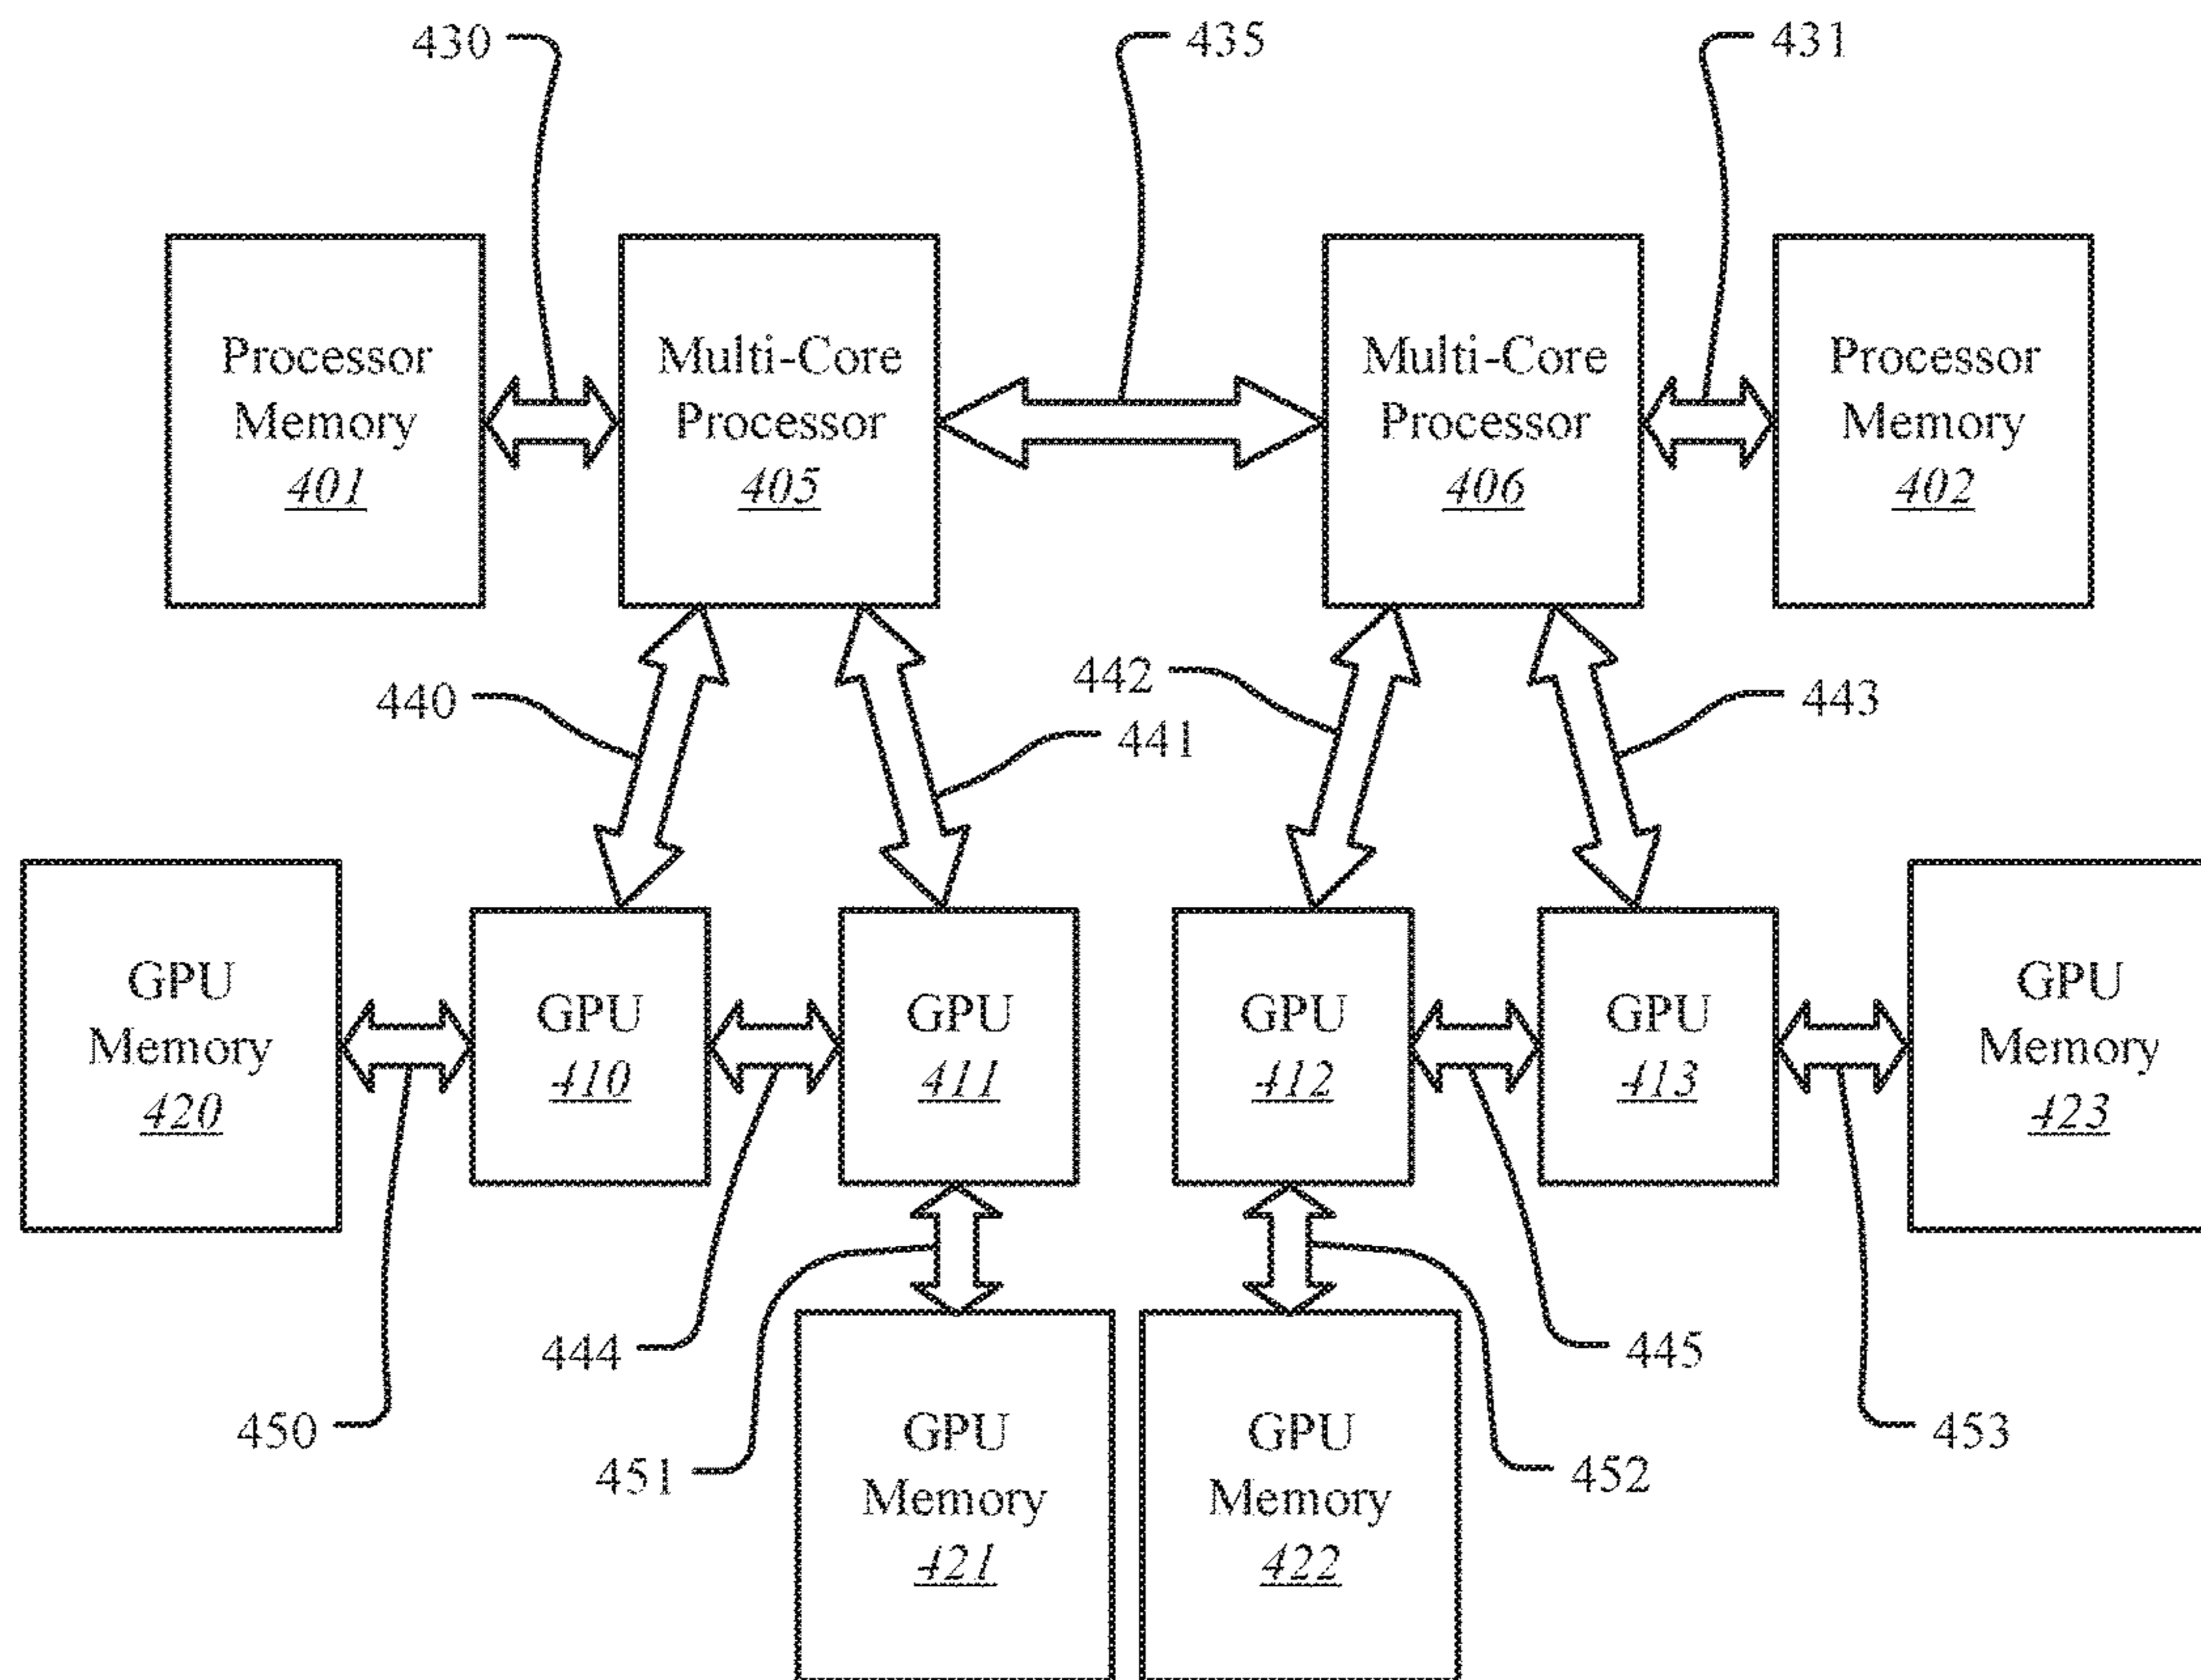 430
435
431
Processor
Memory
401
Multi-Core
Processor
405
Multi-Core
Processor
406
Processor
Memory
402
440
441
442
443
GPU
Memory
420
GPU
410
GPU
411
GPU
412
GPU
413
GPU
Memory
423
444
445
450
451
452
453
GPU
Memory
421
GPU
Memory
422